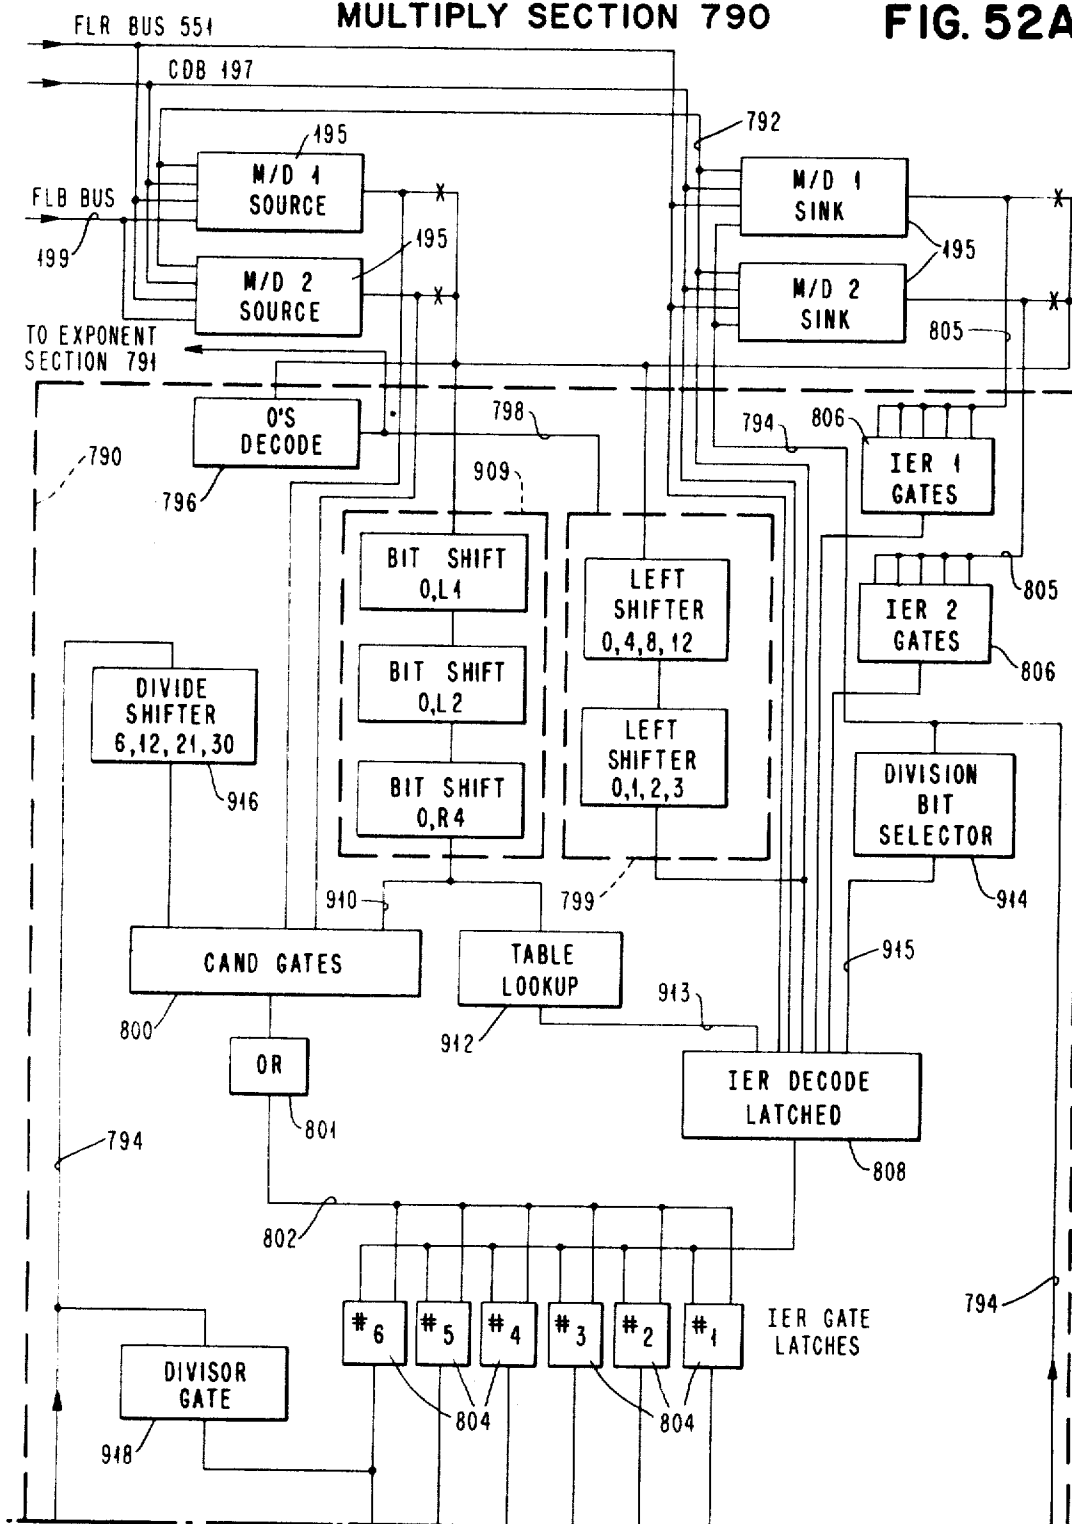 MULTIPLY SECTION 790
FIG. 52A
FLR BUS 551
CDB 197
792
495
M/D 1
SOURCE
M/D 1
SINK
FLB BUS
499
495
495
M/D 2
SOURCE
M/D 2
SINK
TO EXPONENT
SECTION 791
805
O'S
DECODE
798
794
806
IER 1
GATES
790
796
909
BIT SHIFT
0,L1
LEFT
SHIFTER
0,4,8,12
805
IER 2
GATES
806
DIVIDE
SHIFTER
6,12,21,30
BIT SHIFT
0,L2
LEFT
SHIFTER
0,1,2,3
DIVISION
BIT
SELECTOR
916
BIT SHIFT
0,R4
910
799
914
CAND GATES
TABLE
LOOKUP
915
913
800
912
OR
IER DECODE
LATCHED
801
794
808
802
794
#6
#5
#4
#3
#2
#1
IER GATE
LATCHES
DIVISOR
GATE
804
804
918